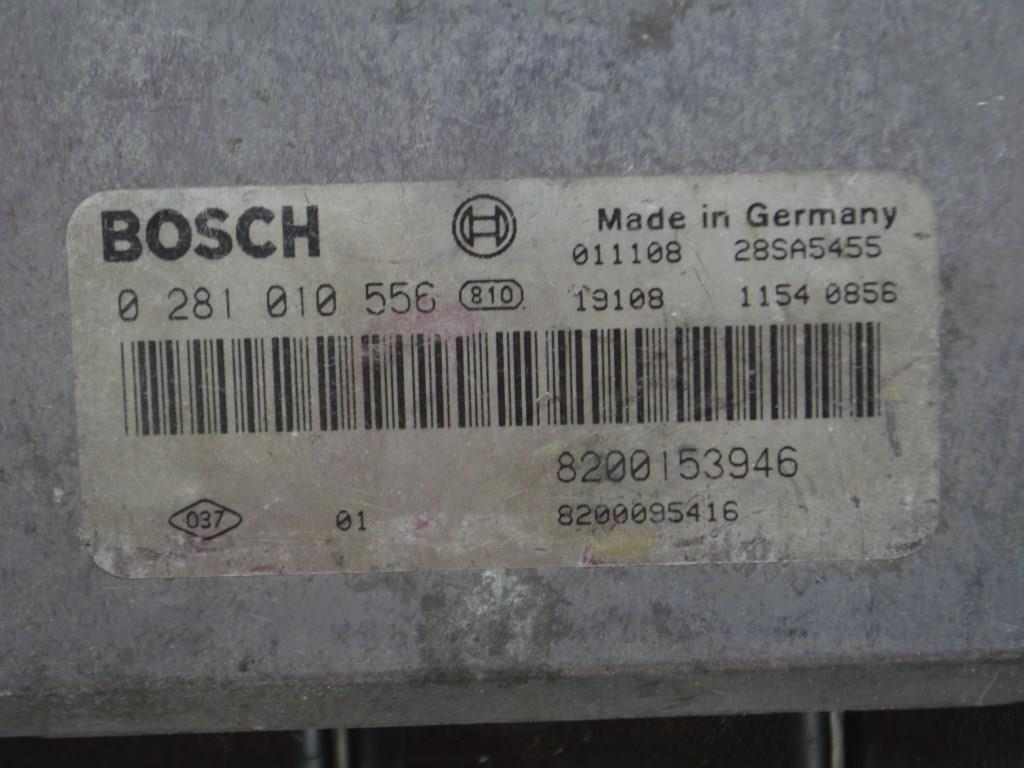 BOSCH
Made in Germany
011108 28SA5455
0 281 010 556 810 19108 1154 0856
8200153946
037 01 8200095416